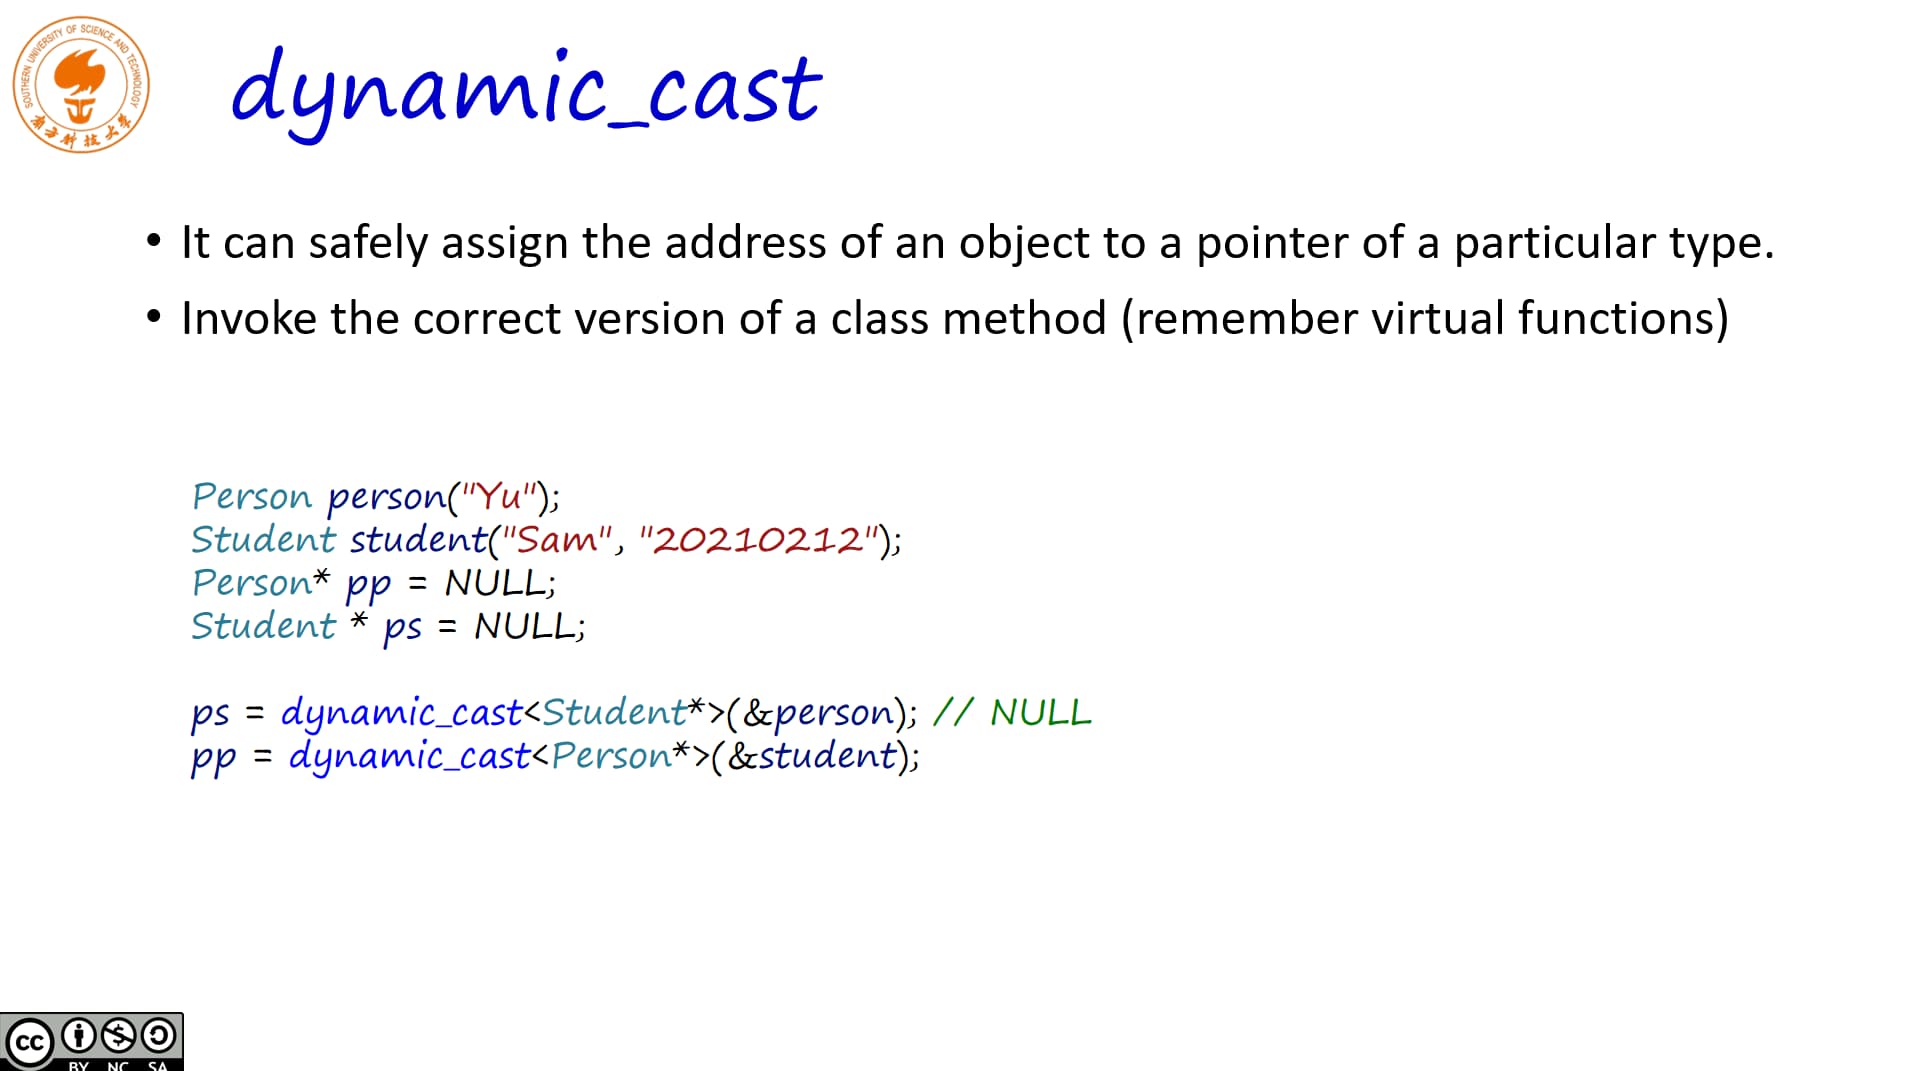 SOUTHERN UNIVERSITY OF SCIENCE AND TECHNOLOGY
南方科技大学
dynamic_cast
• It can safely assign the address of an object to a pointer of a particular type.
• Invoke the correct version of a class method (remember virtual functions)
Person person("Yu");
Student student("Sam", "20210212");
Person* pp = NULL;
Student * ps = NULL;
ps = dynamic_cast<Student*>(&person); // NULL
pp = dynamic_cast<Person*>(&student);
cc
BY NC SA